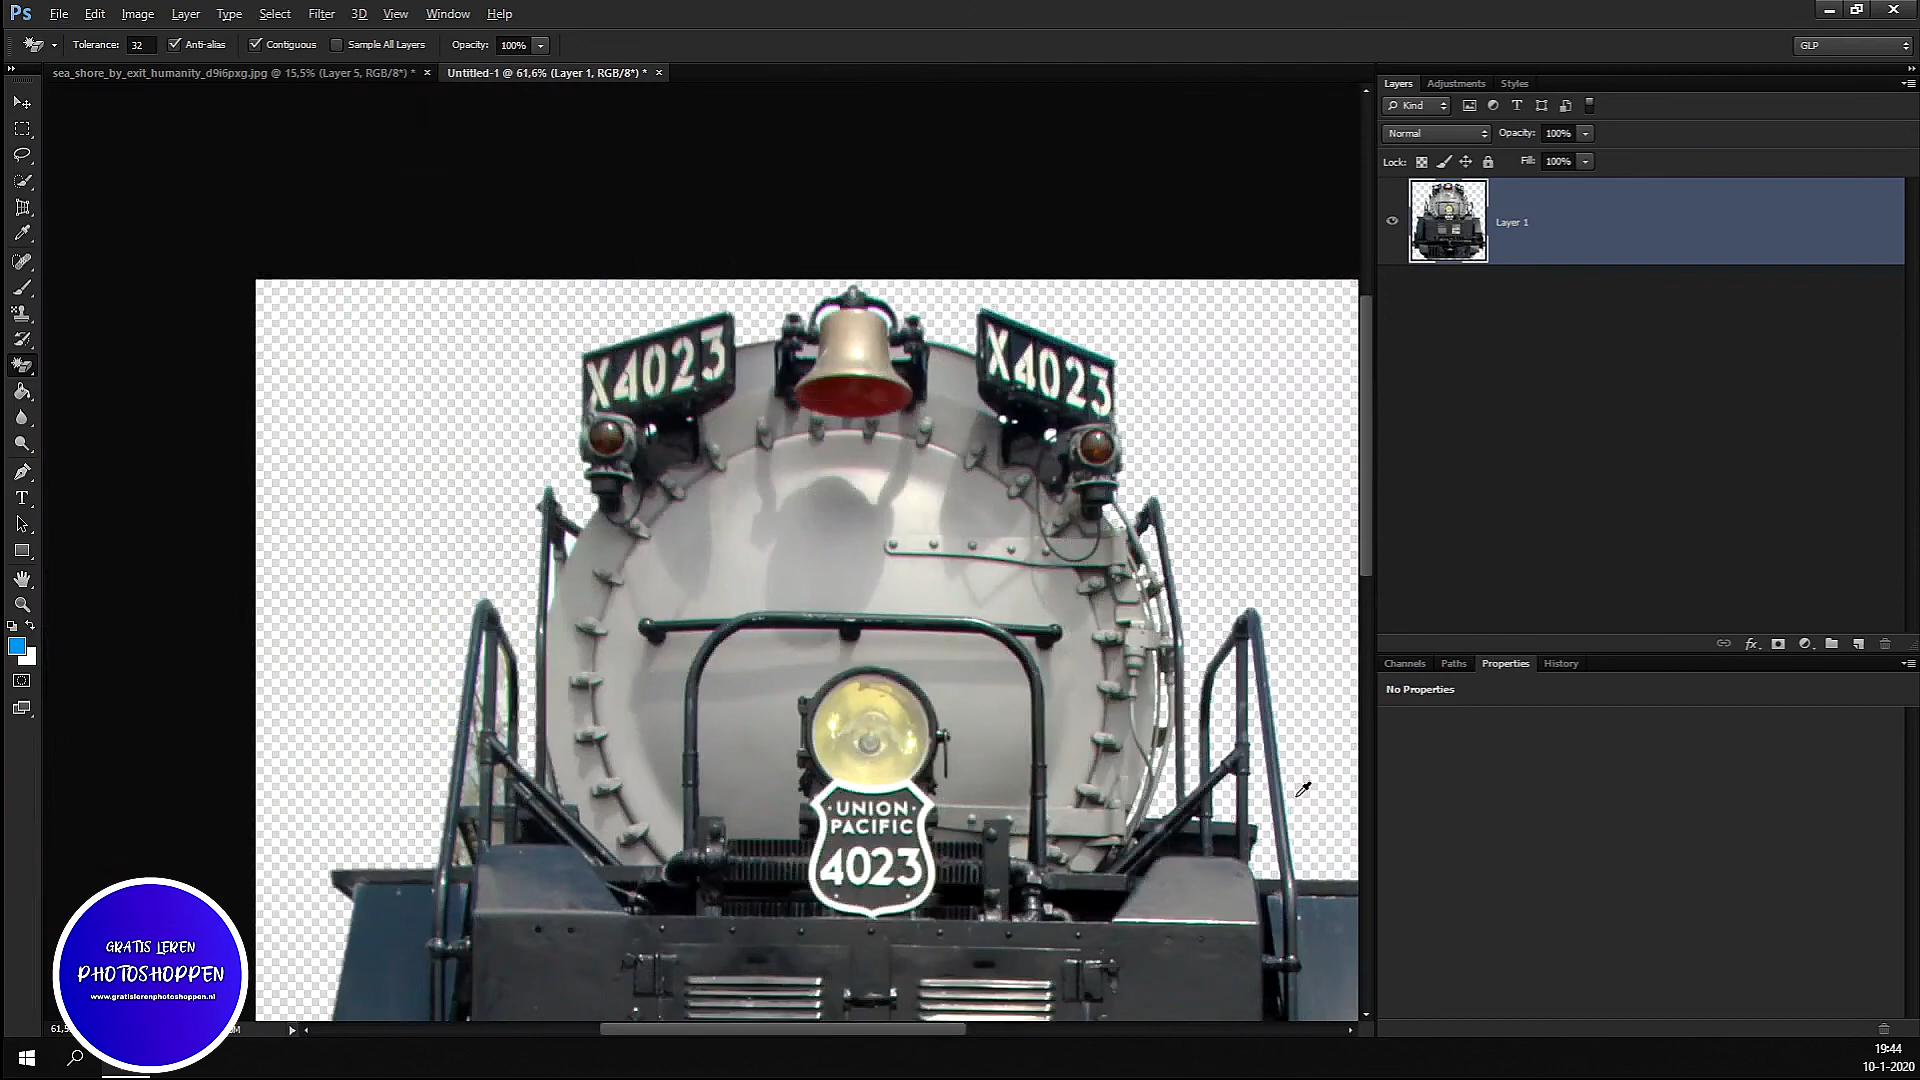 Ps File Edit Image Layer Type Select Filter 3D View Window Help
Tolerance: 32 Anti-alias Contiguous Sample All Layers Opacity: 100% GLP
sea_shore_by_exit_humanity_d9i6pxg.jpg @ 15,5% (Layer 5, RGB/8*) * × Untitled-1 @ 61,6% (Layer 1, RGB/8*) * ×
Layers Adjustments Styles
Kind
Normal Opacity: 100%
Lock: Fill: 100%
Layer 1
X4023
X4023
UNION
PACIFIC
4023
fx
Channels Paths Properties History
No Properties
GRATIS LEREN
PHOTOSHOPPEN
www.gratislerenphotoshoppen.nl
19:44
10-1-2020